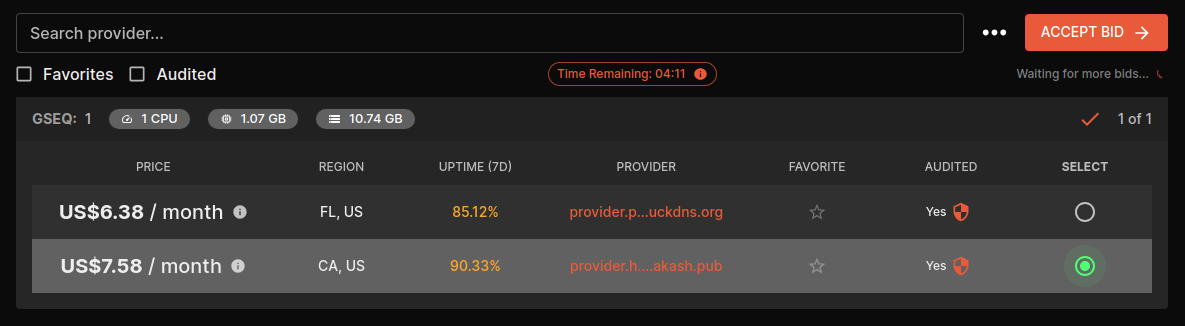 Search provider...
ACCEPT BID
Favorites Audited Time Remaining: 04:11 Waiting for more bids...
GSEQ: 1 1 CPU 1.07 GB 10.74 GB 1 of 1
PRICE REGION UPTIME (7D) PROVIDER FAVORITE AUDITED SELECT
US$6.38 / month FL, US 85.12% provider.p...uckdns.org Yes
US$7.58 / month CA, US 90.33% provider.h....akash.pub Yes